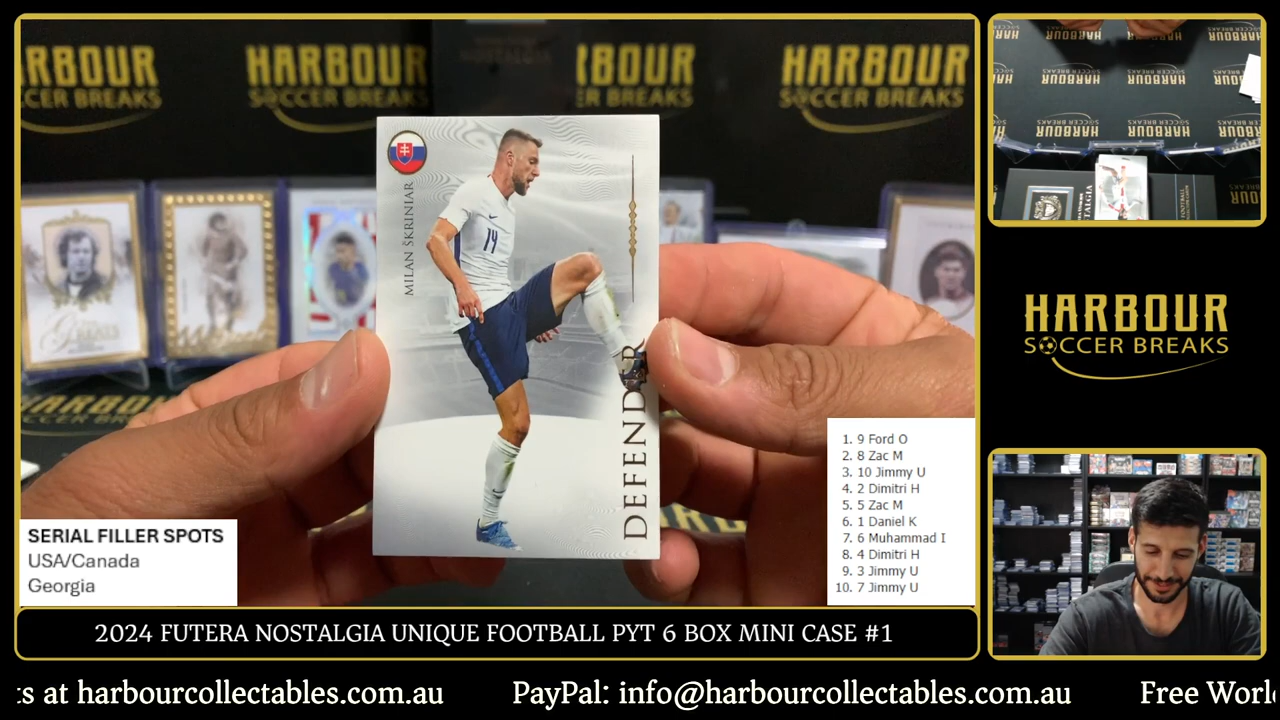 HARBOUR
SOCCER BREAKS
HARBOUR
SOCCER BREAKS
HARBOUR
SOCCER BREAKS
HARBOUR
SOCCER BREAKS
MILAN ŠKRINIAR
14
DEFENDER
HARBOUR
SOCCER BREAKS
SERIAL FILLER SPOTS
USA/Canada
Georgia
1. 9 Ford O
2. 8 Zac M
3. 10 Jimmy U
4. 2 Dimitri H
5. 5 Zac M
6. 1 Daniel K
7. 6 Muhammad I
8. 4 Dimitri H
9. 3 Jimmy U
10. 7 Jimmy U
2024 FUTERA NOSTALGIA UNIQUE FOOTBALL PYT 6 BOX MINI CASE #1
at harbourcollectables.com.au PayPal: info@harbourcollectables.com.au Free